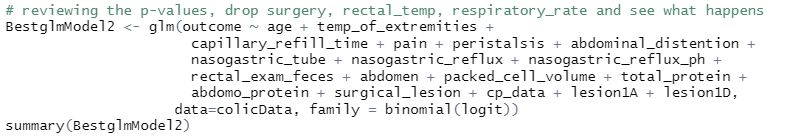 # reviewing the p-values, drop surgery, rectal_temp, respiratory_rate and see what happens
BestglmModel2 <- glm(outcome ~ age + temp_of_extremities +
capillary_refill_time + pain + peristalsis + abdominal_distention +
nasogastric_tube + nasogastric_reflux + nasogastric_reflux_ph +
rectal_exam_feces + abdomen + packed_cell_volume + total_protein +
abdomo_protein + surgical_lesion + cp_data + lesion1A + lesion1D,
data=colicData, family = binomial(logit))
summary(BestglmModel2)